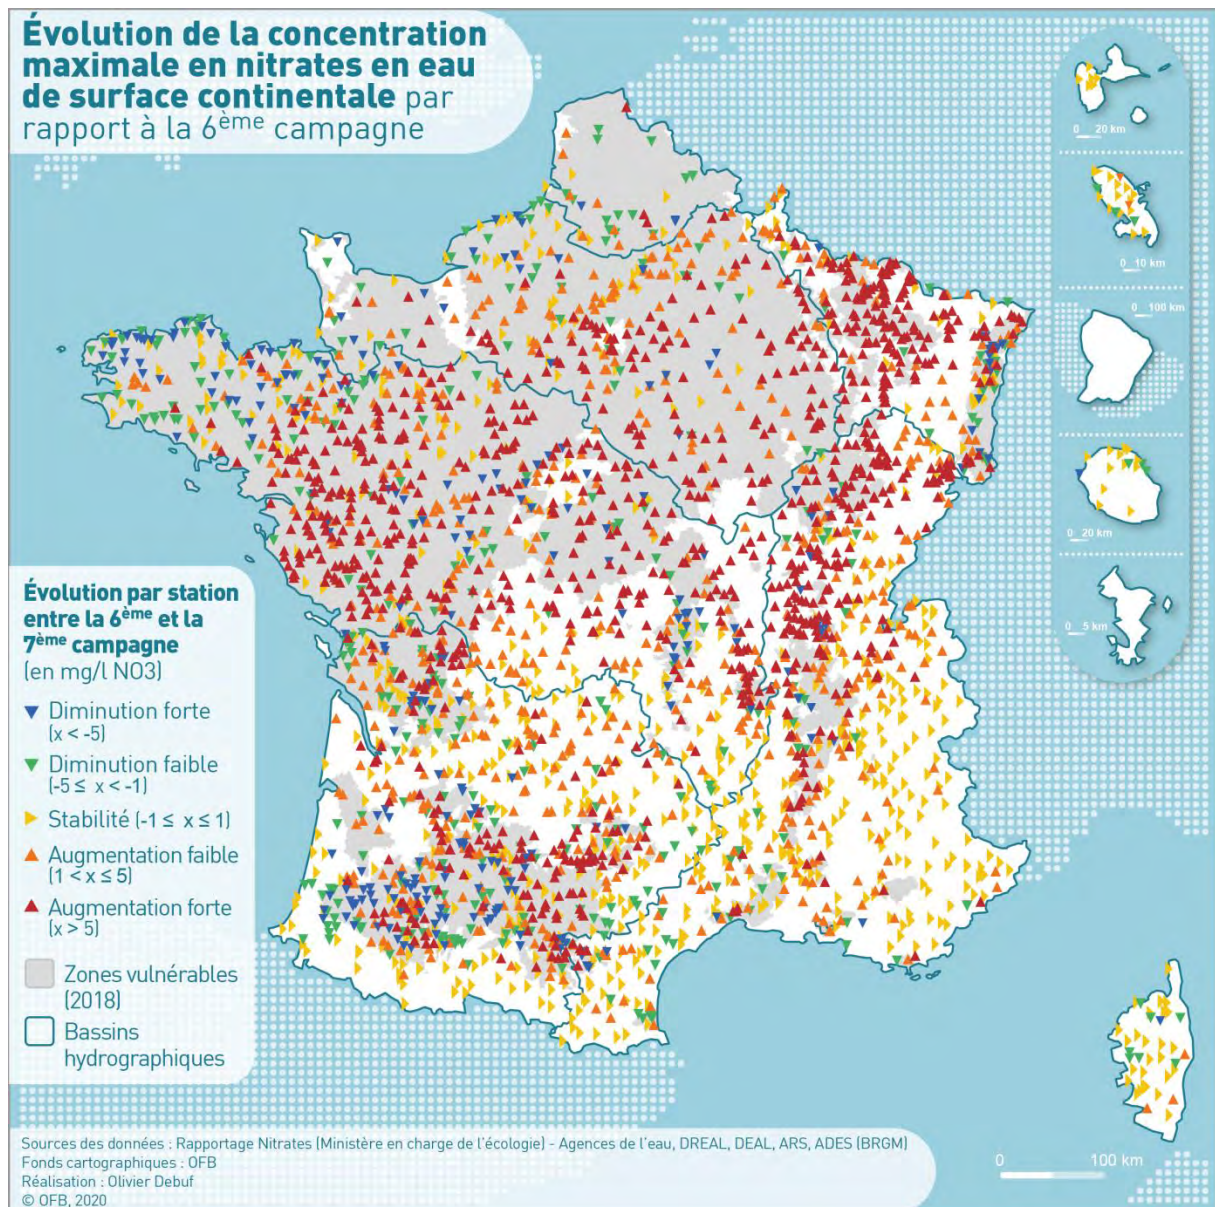 Évolution de la concentration
maximale en nitrates en eau
de surface continentale par
rapport à la 6ème campagne
0 20 km
0 10 km
0 100 km
0 20 km
0 5 km
Évolution par station
entre la 6ème et la
7ème campagne
(en mg/l NO3)
Diminution forte
(x < -5)
Diminution faible
(-5 ≤ x < -1)
Stabilité (-1 ≤ x ≤ 1)
Augmentation faible
(1 < x ≤ 5)
Augmentation forte
(x > 5)
Zones vulnérables
(2018)
Bassins
hydrographiques
Sources des données : Rapportage Nitrates (Ministère en charge de l'écologie) - Agences de l'eau, DREAL, DEAL, ARS, ADES (BRGM)
Fonds cartographiques : OFB
Réalisation : Olivier Debuf
© OFB, 2020
0 100 km